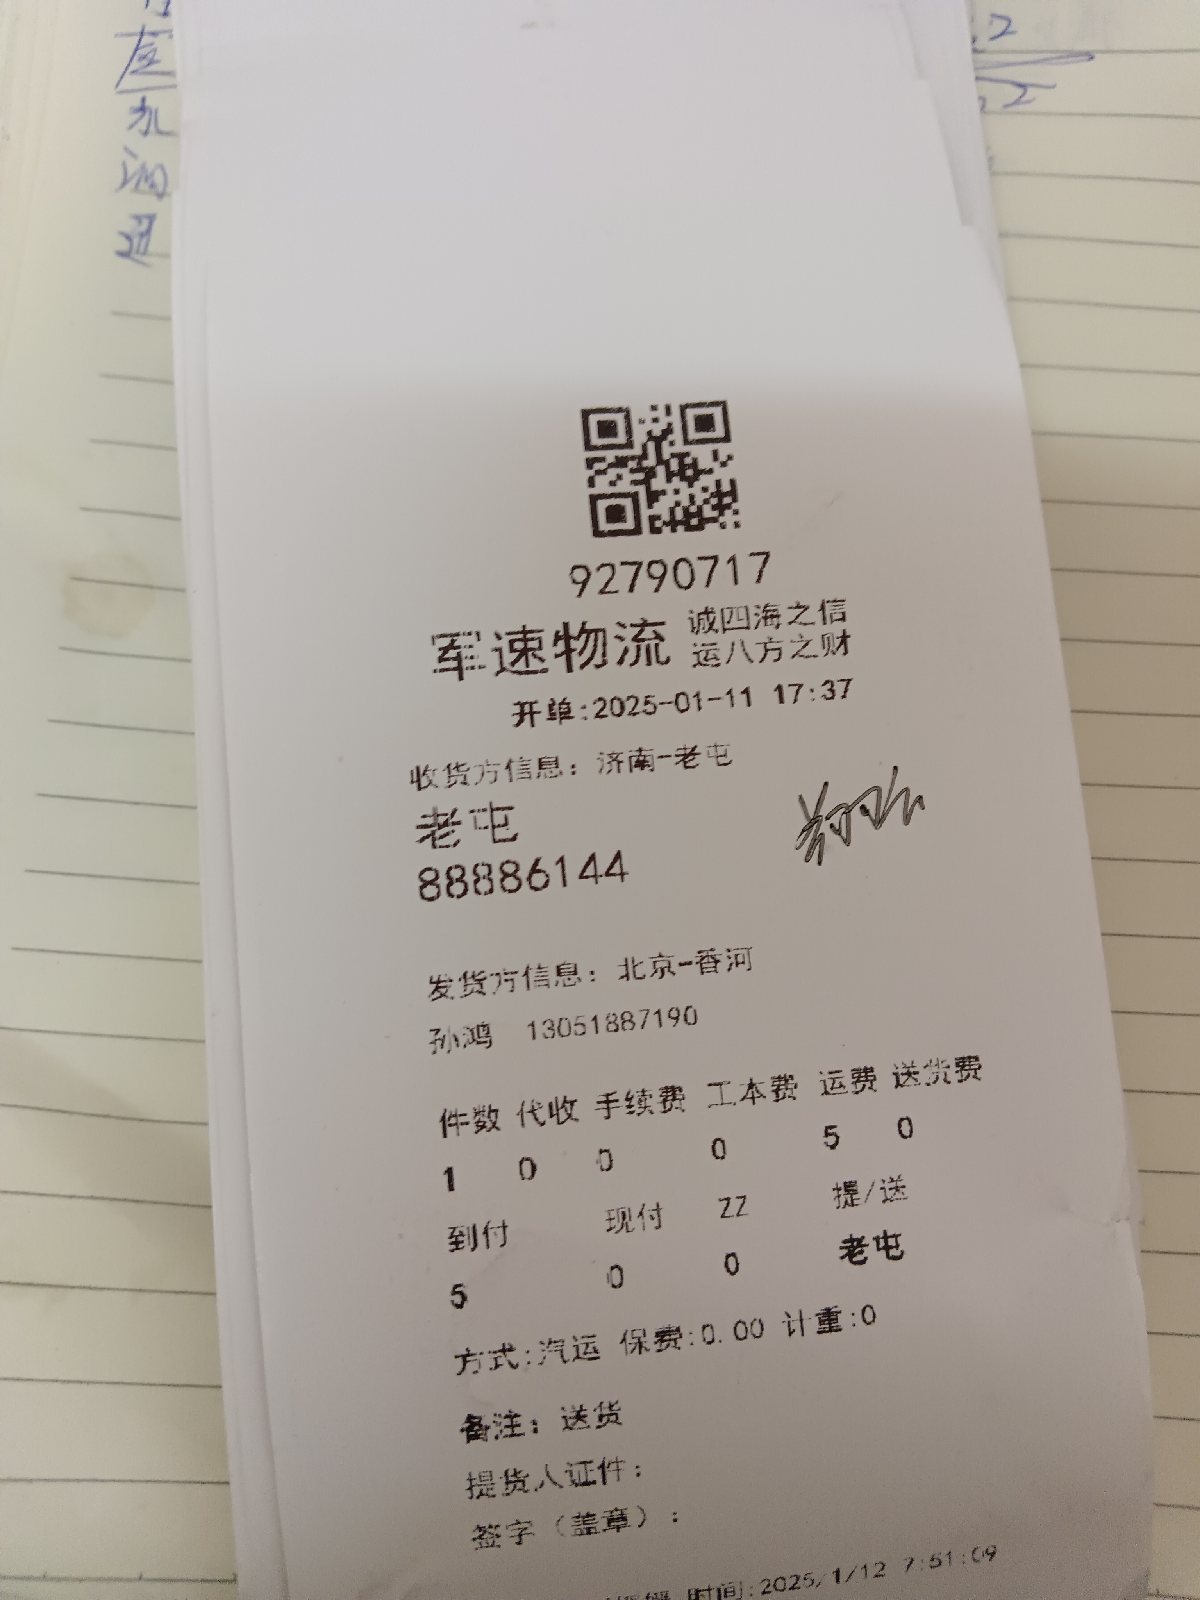 92790717
军速物流 诚四海之信
运八方之财
开单:2025-01-11 17:37
收货方信息：济南-老屯
老屯
88886144
发货方信息：北京-香河
孙鸿 13051887190
件数 代收 手续费 工本费 运费 送货费
1 0 0 0 5 0
到付 现付 ZZ 提/送
5 0 0 老屯
方式:汽运 保费:0.00 计重:0
备注：送货
提货人证件：
签字（盖章）：
时间:2025/1/12 7:51:09